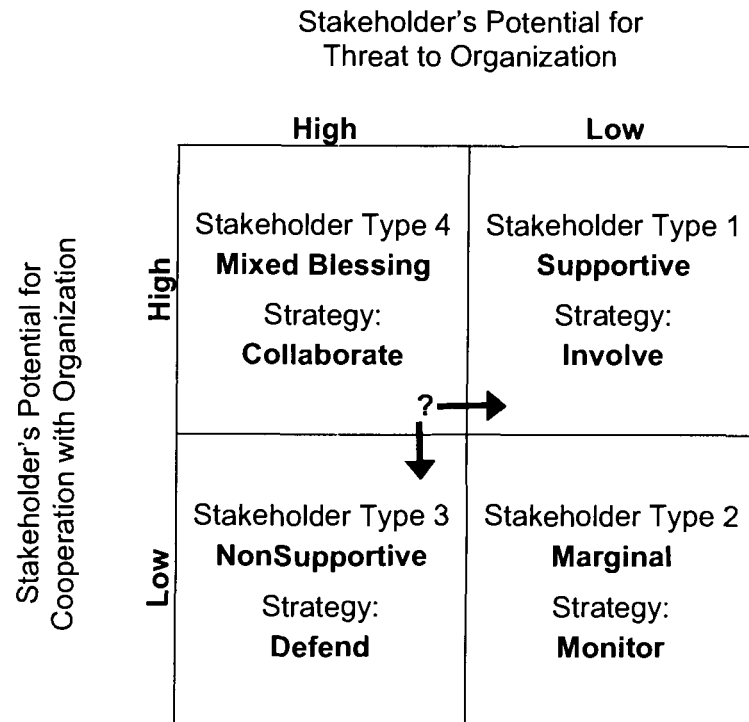 Stakeholder's Potential for
Threat to Organization
High
Low
Stakeholder's Potential for
Cooperation with Organization
High
Stakeholder Type 4
Mixed Blessing
Strategy:
Collaborate
Stakeholder Type 1
Supportive
Strategy:
Involve
?
Low
Stakeholder Type 3
NonSupportive
Strategy:
Defend
Stakeholder Type 2
Marginal
Strategy:
Monitor